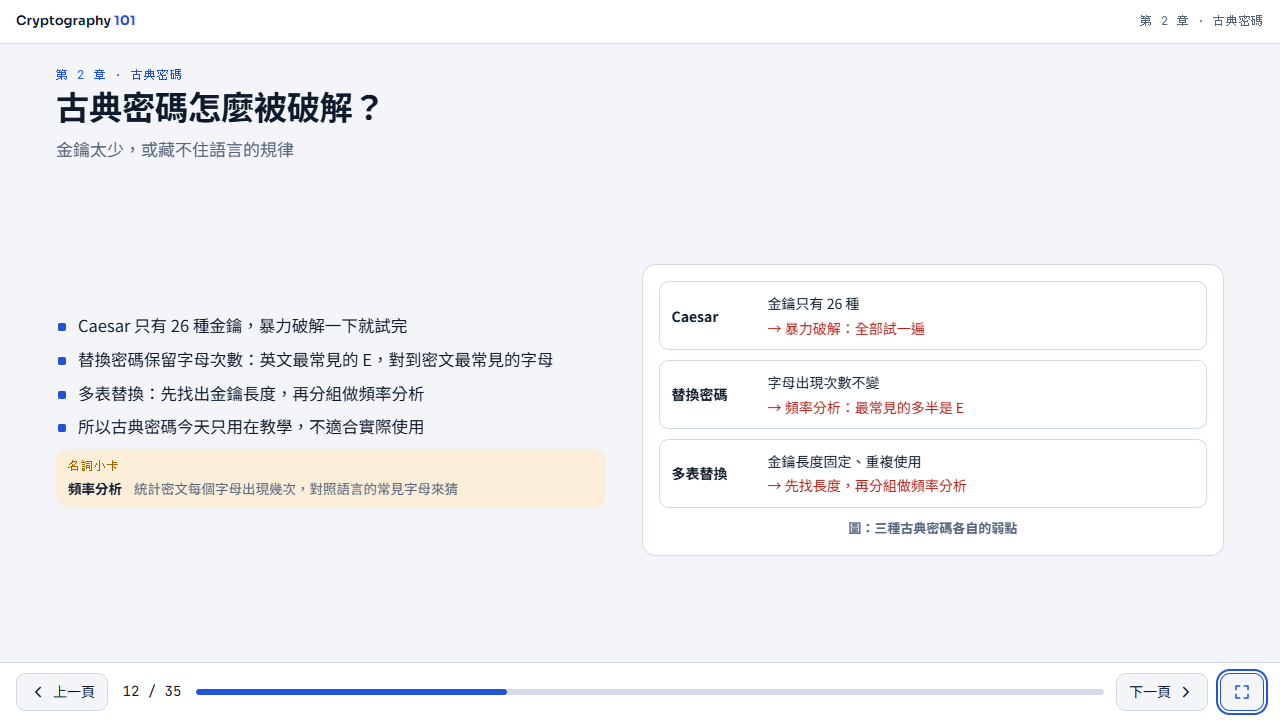 Cryptography 101
第 2 章 · 古典密碼
第 2 章 · 古典密碼
古典密碼怎麼被破解？
金鑰太少，或藏不住語言的規律
Caesar 只有 26 種金鑰，暴力破解一下就試完
替換密碼保留字母次數：英文最常見的 E，對到密文最常見的字母
多表替換：先找出金鑰長度，再分組做頻率分析
所以古典密碼今天只用在教學，不適合實際使用
名詞小卡
頻率分析 統計密文每個字母出現幾次，對照語言的常見字母來猜
Caesar
金鑰只有 26 種
→ 暴力破解：全部試一遍
替換密碼
字母出現次數不變
→ 頻率分析：最常見的多半是 E
多表替換
金鑰長度固定、重複使用
→ 先找長度，再分組做頻率分析
圖：三種古典密碼各自的弱點
上一頁
12 / 35
下一頁